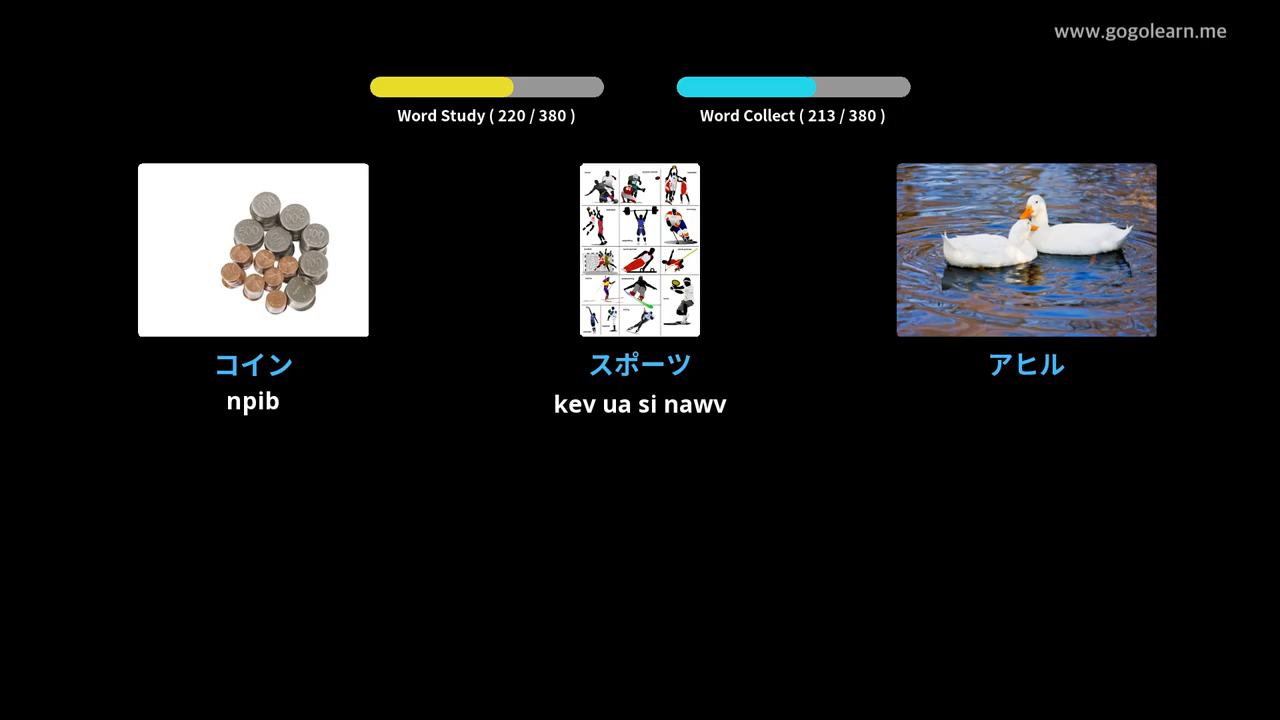 www.gogolearn.me
Word Study ( 220 / 380 )
Word Collect ( 213 / 380 )
コイン
npib
スポーツ
kev ua si nawv
アヒル